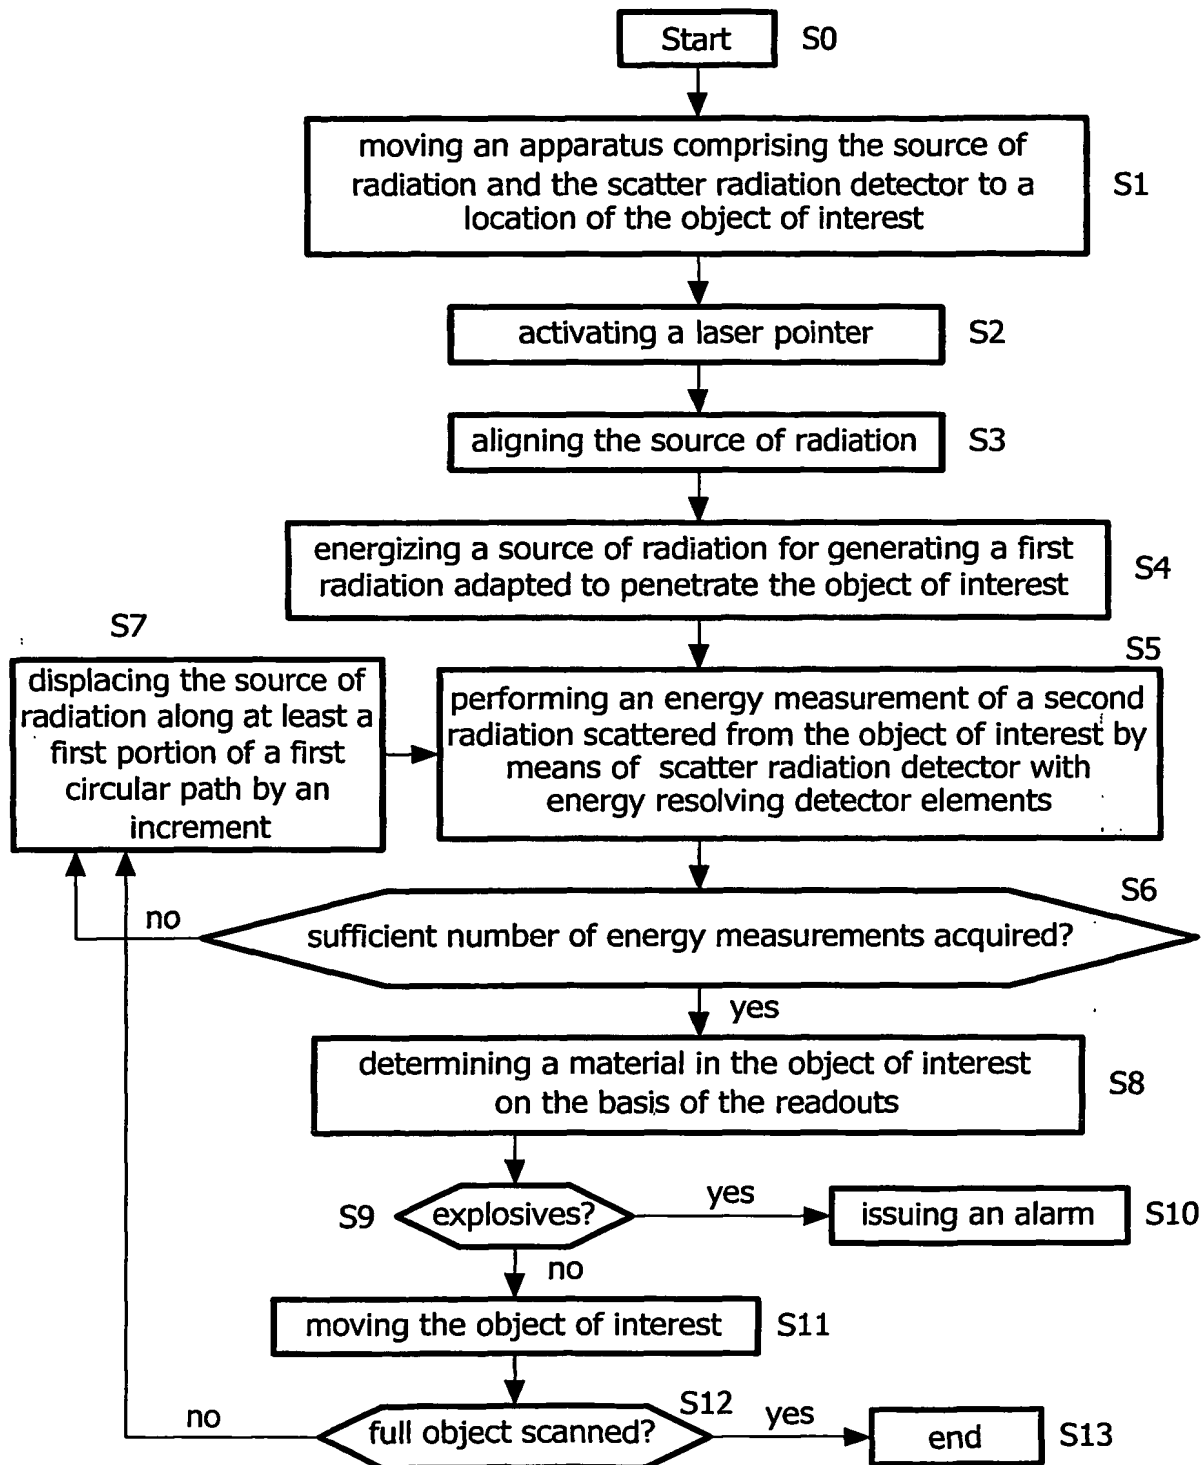 Start
S0
moving an apparatus comprising the source of
radiation and the scatter radiation detector to a
location of the object of interest
S1
activating a laser pointer
S2
aligning the source of radiation
S3
energizing a source of radiation for generating a first
radiation adapted to penetrate the object of interest
S4
S7
displacing the source of
radiation along at least a
first portion of a first
circular path by an
increment
S5
performing an energy measurement of a second
radiation scattered from the object of interest by
means of scatter radiation detector with
energy resolving detector elements
S6
no
sufficient number of energy measurements acquired?
yes
determining a material in the object of interest
on the basis of the readouts
S8
S9
explosives?
yes
issuing an alarm
S10
no
moving the object of interest
S11
S12
no
full object scanned?
yes
end
S13